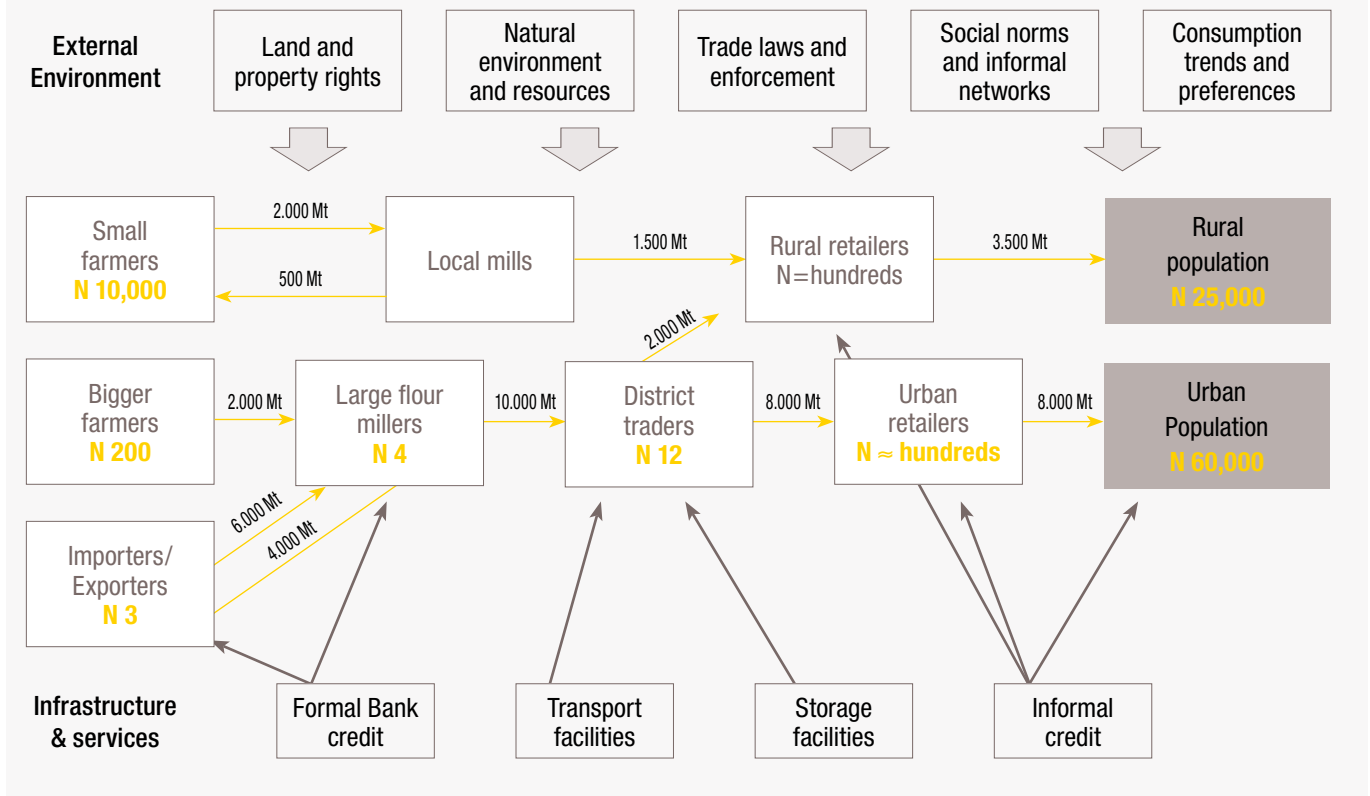 External
Environment
Land and
property rights
Natural
environment
and resources
Trade laws and
enforcement
Social norms
and informal
networks
Consumption
trends and
preferences
Small
farmers
N 10,000
2.000 Mt
500 Mt
Local mills
1.500 Mt
Rural retailers
N=hundreds
3.500 Mt
Rural
population
N 25,000
2.000 Mt
Bigger
farmers
N 200
2.000 Mt
Large flour
millers
N 4
10.000 Mt
District
traders
N 12
8.000 Mt
Urban
retailers
N ≈ hundreds
8.000 Mt
Urban
Population
N 60,000
6.000 Mt
4.000 Mt
Importers/
Exporters
N 3
Infrastructure
& services
Formal Bank
credit
Transport
facilities
Storage
facilities
Informal
credit